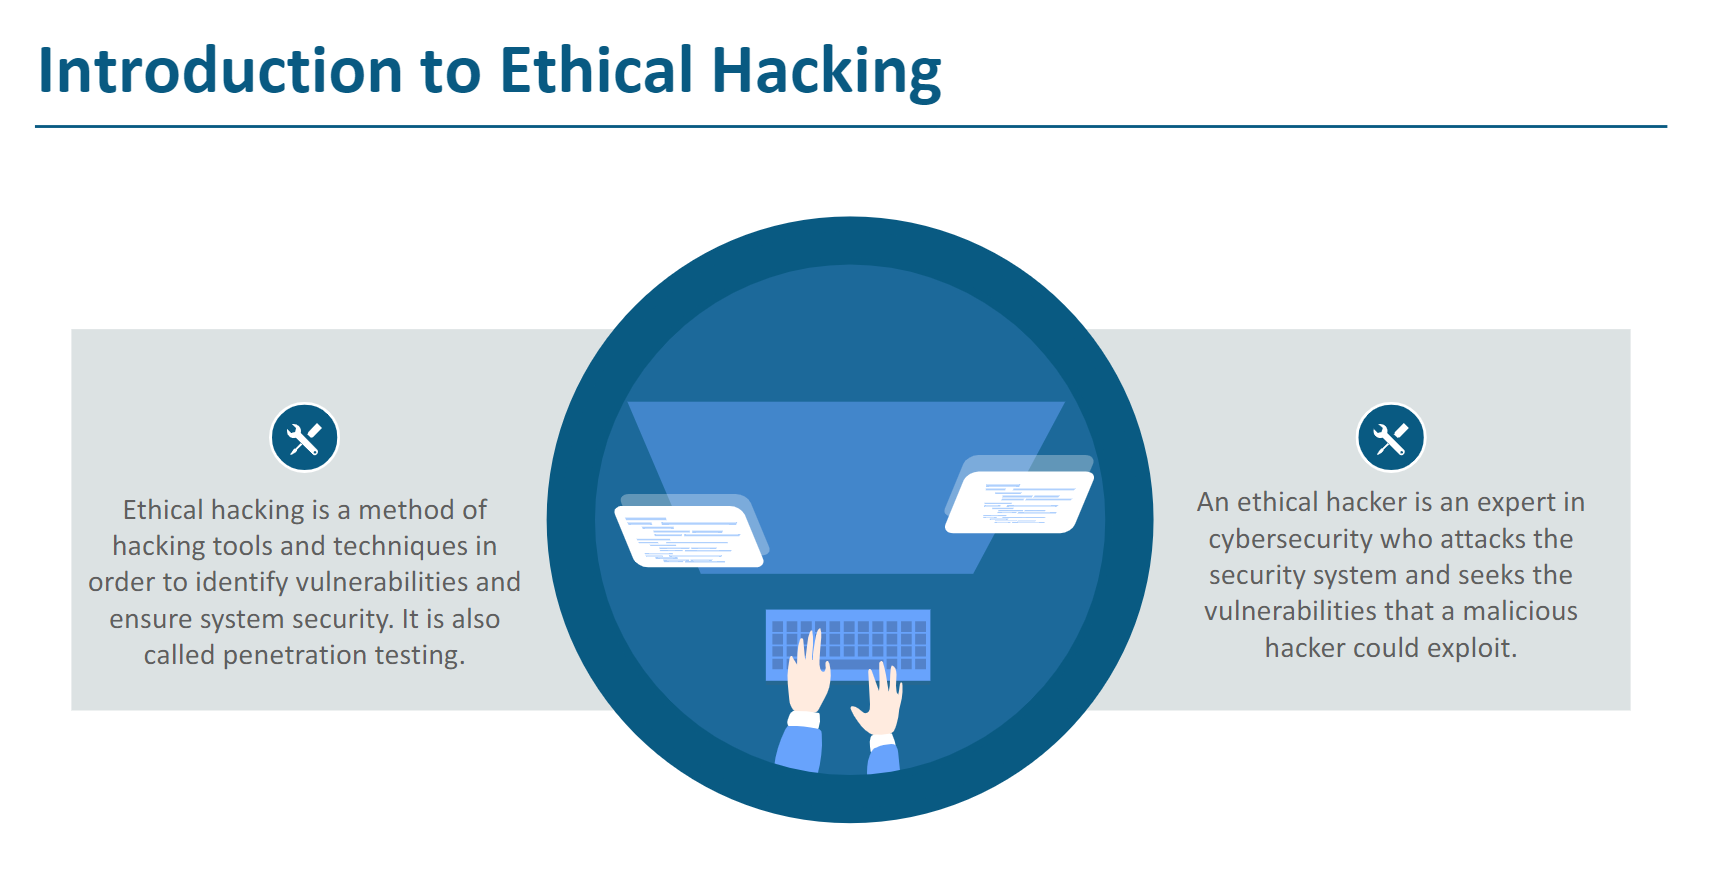 Introduction to Ethical Hacking
Ethical hacking is a method of
hacking tools and techniques in
order to identify vulnerabilities and
ensure system security. It is also
called penetration testing.
An ethical hacker is an expert in
cybersecurity who attacks the
security system and seeks the
vulnerabilities that a malicious
hacker could exploit.